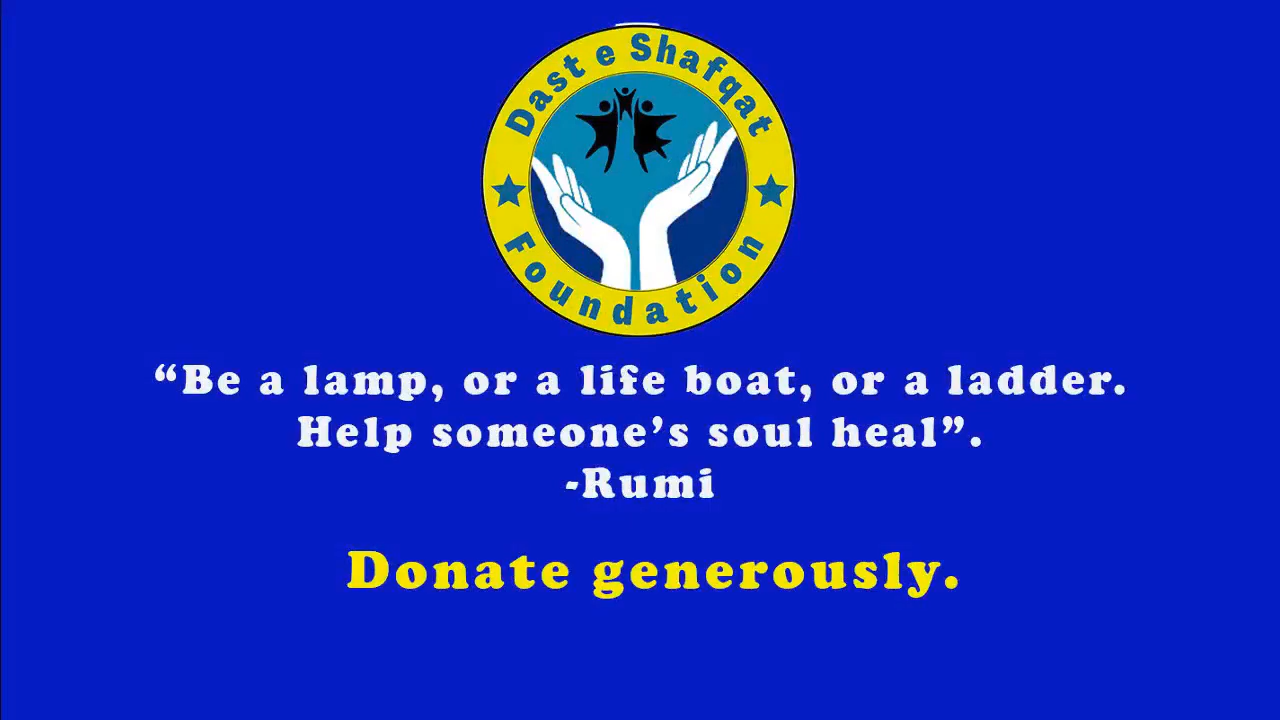 Dast e Shafqat
Foundation
“Be a lamp, or a life boat, or a ladder.
Help someone’s soul heal”.
-Rumi
Donate generously.